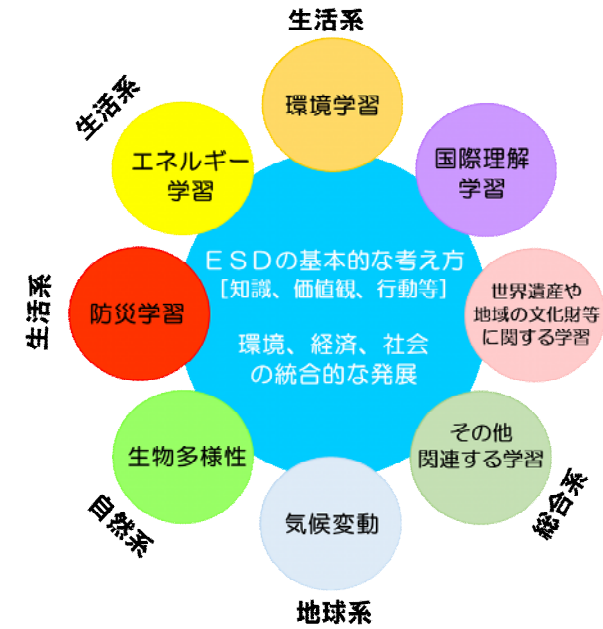 生活系
環境学習
生活系
エネルギー
学習
国際理解
学習
ESDの基本的な考え方
[知識、価値観、行動等]
環境、経済、社会
の統合的な発展
生活系
防災学習
世界遺産や
地域の文化財等
に関する学習
生物多様性
自然系
その他
関連する学習
総合系
気候変動
地球系